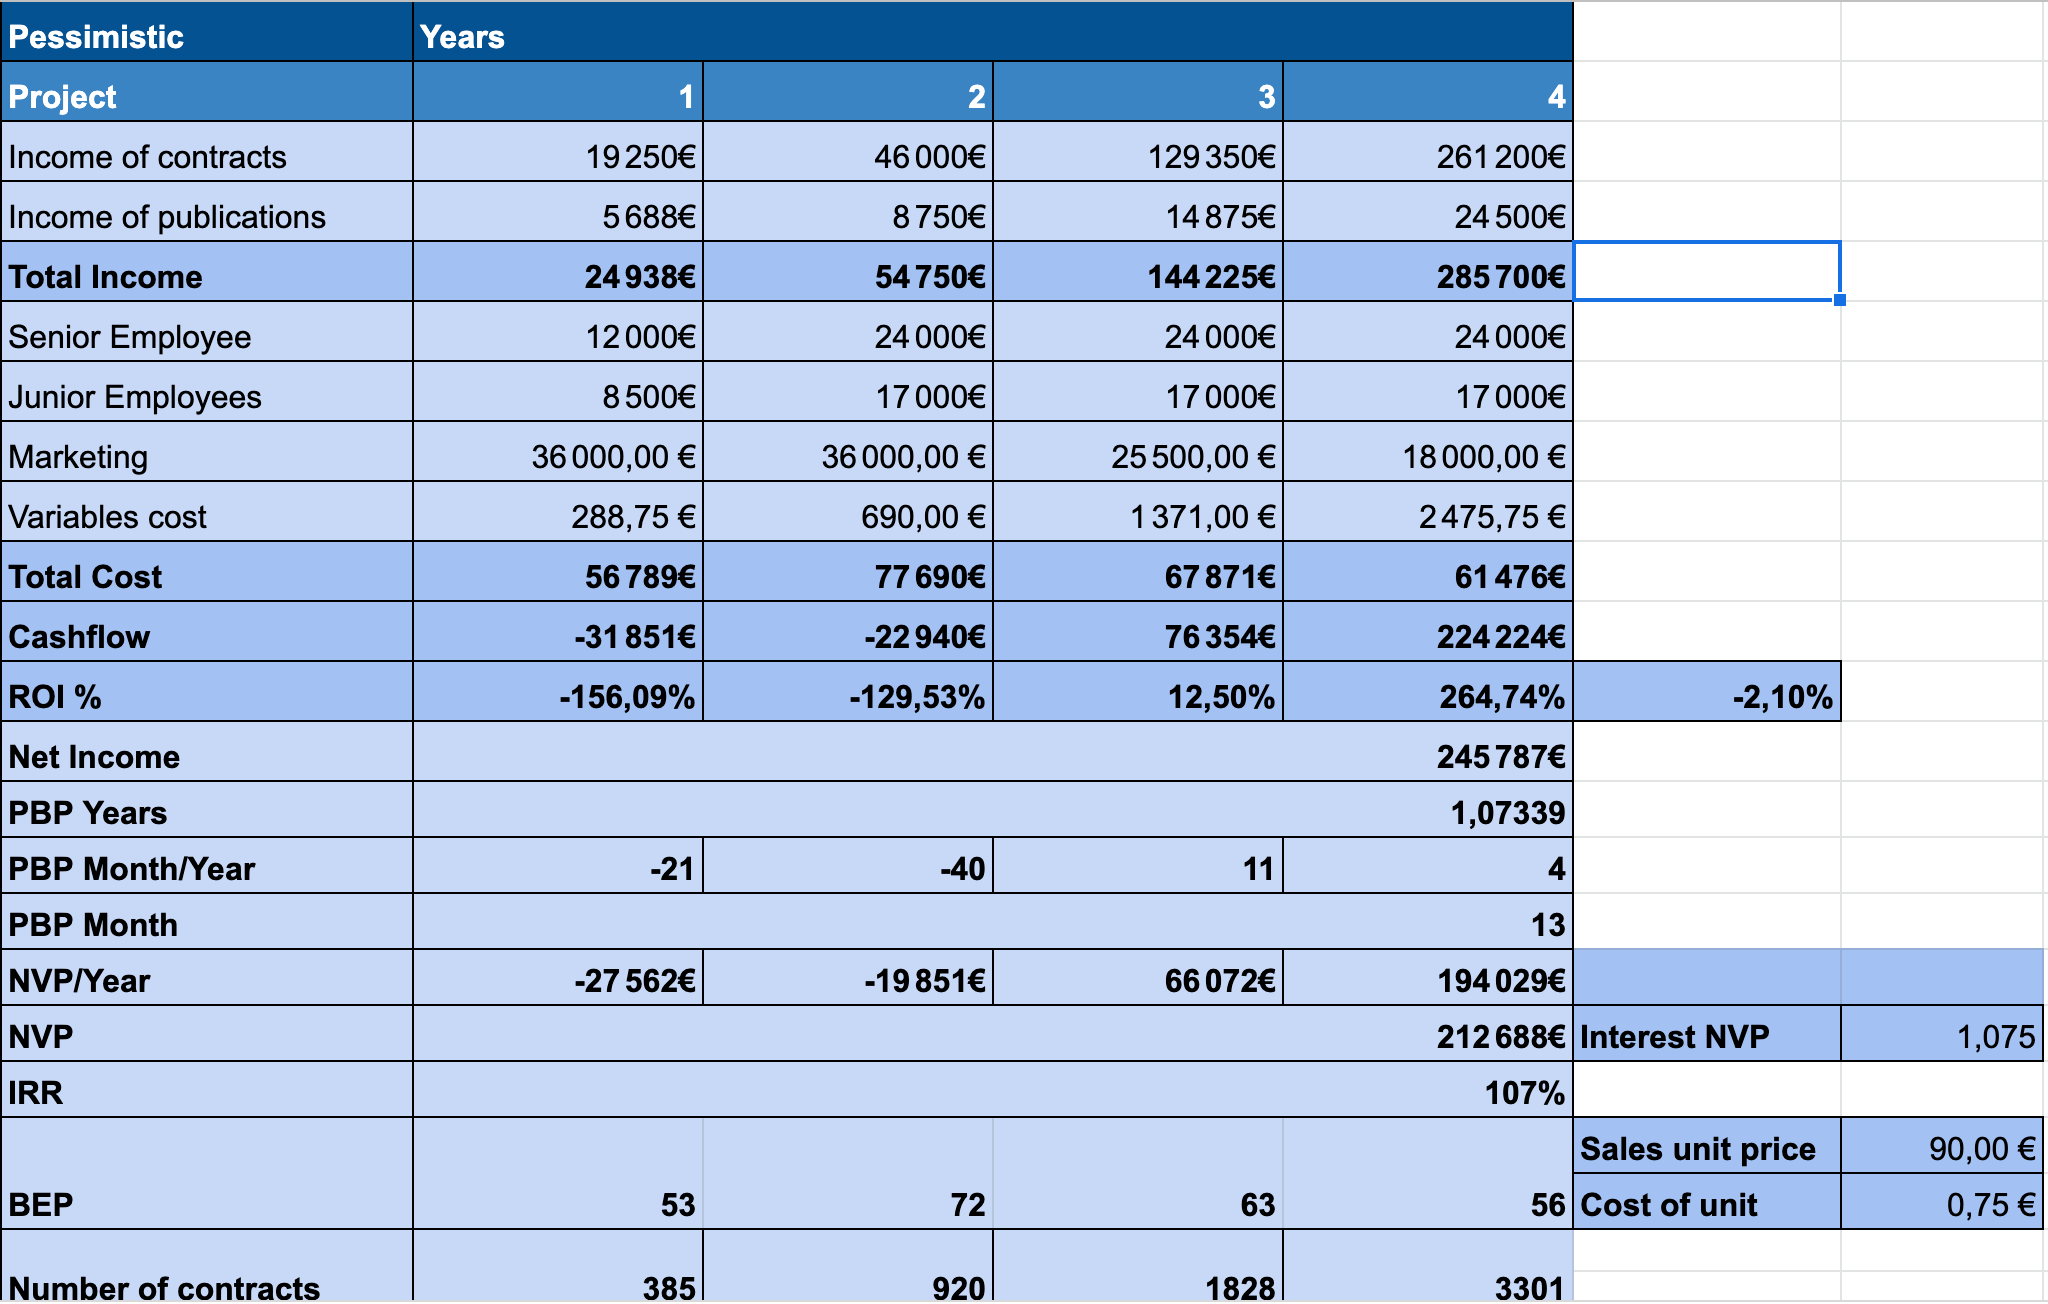 Pessimistic Years
Project 1 2 3 4
Income of contracts 19 250€ 46 000€ 129 350€ 261 200€
Income of publications 5 688€ 8 750€ 14 875€ 24 500€
Total Income 24 938€ 54 750€ 144 225€ 285 700€
Senior Employee 12 000€ 24 000€ 24 000€ 24 000€
Junior Employees 8 500€ 17 000€ 17 000€ 17 000€
Marketing 36 000,00 € 36 000,00 € 25 500,00 € 18 000,00 €
Variables cost 288,75 € 690,00 € 1 371,00 € 2 475,75 €
Total Cost 56 789€ 77 690€ 67 871€ 61 476€
Cashflow -31 851€ -22 940€ 76 354€ 224 224€
ROI % -156,09% -129,53% 12,50% 264,74% -2,10%
Net Income 245 787€
PBP Years 1,07339
PBP Month/Year -21 -40 11 4
PBP Month 13
NVP/Year -27 562€ -19 851€ 66 072€ 194 029€
NVP 212 688€ Interest NVP 1,075
IRR 107%
Sales unit price 90,00 €
BEP 53 72 63 56 Cost of unit 0,75 €
Number of contracts 385 920 1828 3301